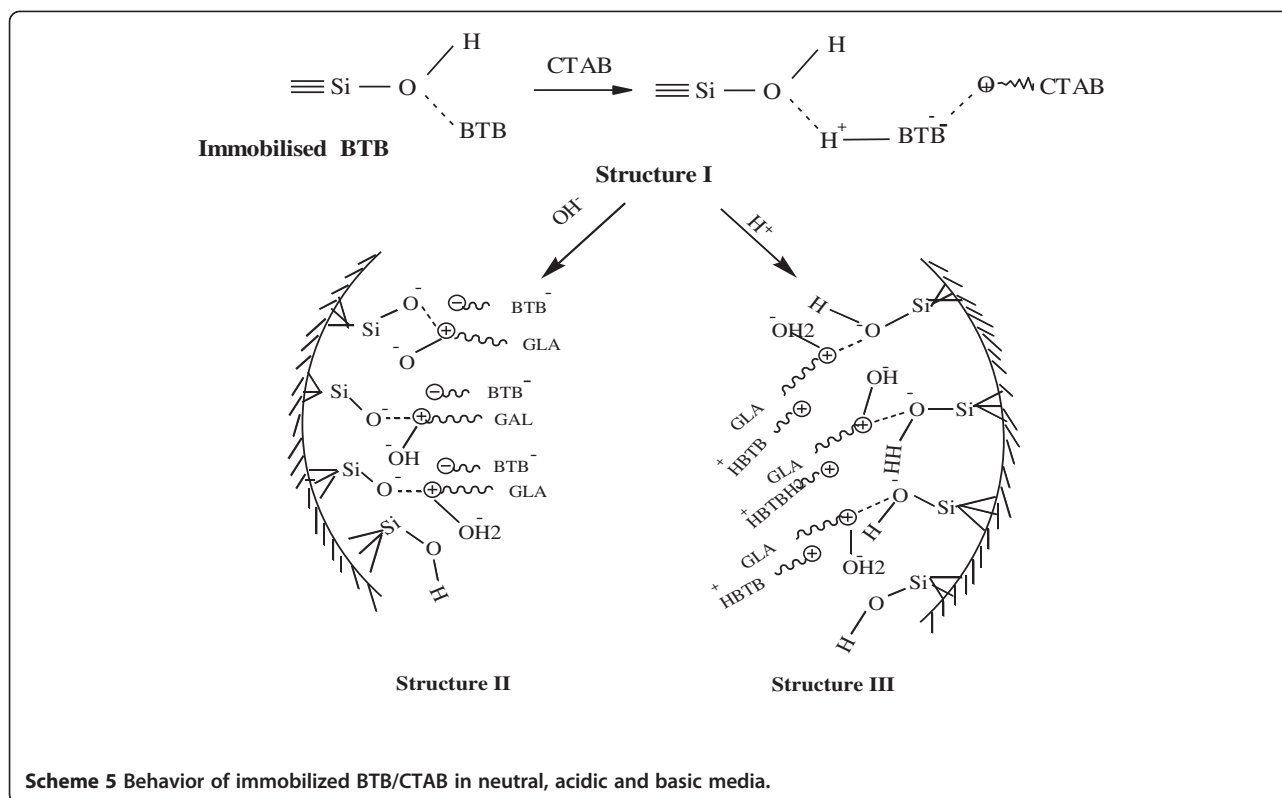 H
≡Si—O
BTB
Immobilised BTB
CTAB
H
≡Si—O
H+—BTB-
⊕ CTAB
Structure I
OH-
H+
O-
Si
⊖ BTB-
⊕ GLA
O-
Si
⊖ BTB-
O- ⊕ GAL
OH-
Si
⊖ BTB-
O- ⊕ GLA
OH2-
Si
O
H
Structure II
H
Si
O-
OH2-
⊕
GLA
⊕
+HBTB
OH-
O-
Si
⊕
GLA
⊕
+HBTBH2
HH
O-
Si
H
⊕
GLA
⊕
+HBTB
OH2-
Si
O
H
Structure III
Scheme 5 Behavior of immobilized BTB/CTAB in neutral, acidic and basic media.